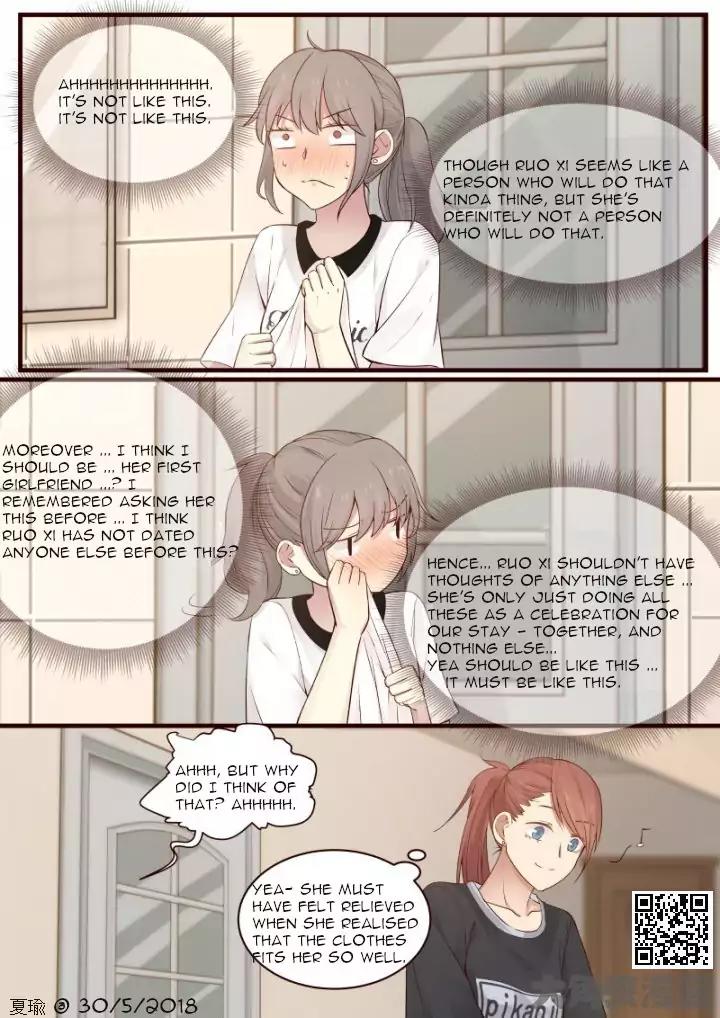 AHHHHHHHHHHHHHH.
IT'S NOT LIKE THIS.
IT'S NOT LIKE THIS.
THOUGH RUO XI SEEMS LIKE A
PERSON WHO WILL DO THAT
KINDA THING, BUT SHE'S
DEFINITELY NOT A PERSON
WHO WILL DO THAT.
MOREOVER ... I THINK I
SHOULD BE ... HER FIRST
GIRLFRIEND ...? I
REMEMBERED ASKING HER
THIS BEFORE ... I THINK
RUO XI HAS NOT DATED
ANYONE ELSE BEFORE THIS?
HENCE... RUO XI SHOULDN'T HAVE
THOUGHTS OF ANYTHING ELSE ...
SHE'S ONLY JUST DOING ALL
THESE AS A CELEBRATION FOR
OUR STAY - TOGETHER, AND
NOTHING ELSE...
YEA SHOULD BE LIKE THIS ...
IT MUST BE LIKE THIS.
AHHH, BUT WHY
DID I THINK OF
THAT? AHHHHH.
YEA- SHE MUST
HAVE FELT RELIEVED
WHEN SHE REALISED
THAT THE CLOTHES
FITS HER SO WELL.
pikani
夏瑜 30/5/2018